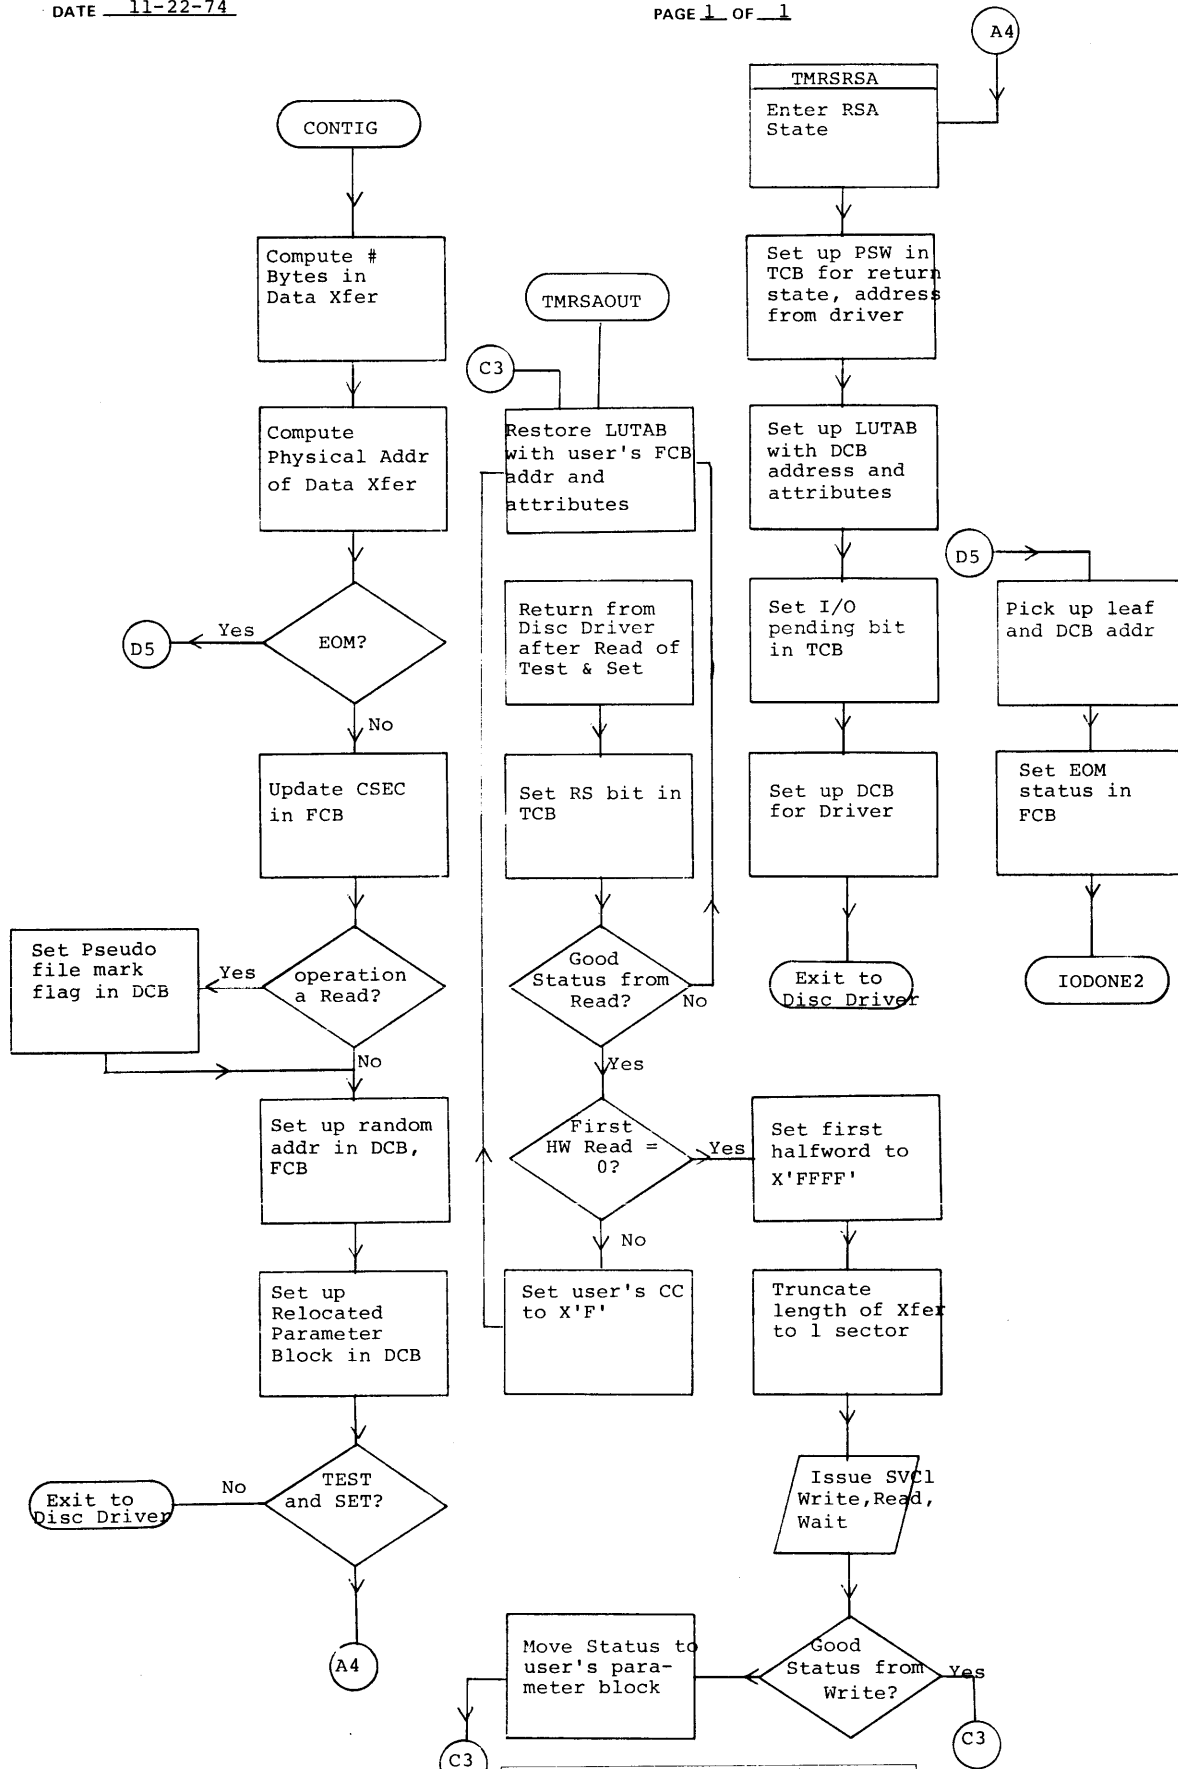 DATE 11-22-74
PAGE 1 OF 1
A4
TMRSRSA
Enter RSA
State
CONTIG
Compute #
Bytes in
Data Xfer
TMRSAOUT
Set up PSW in
TCB for return
state, address
from driver
C3
Compute
Physical Addr
of Data Xfer
Restore LUTAB
with user's FCB
addr and
attributes
Set up LUTAB
with DCB
address and
attributes
D5
EOM?
Yes
D5
No
Return from
Disc Driver
after Read of
Test & Set
Set I/O
pending bit
in TCB
Pick up leaf
and DCB addr
Update CSEC
in FCB
Set RS bit in
TCB
Set up DCB
for Driver
Set EOM
status in
FCB
Set Pseudo
file mark
flag in DCB
Yes
operation
a Read?
No
Good
Status from
Read?
No
Yes
Exit to
Disc Driver
IODONE2
Set up random
addr in DCB,
FCB
First
HW Read =
0?
Yes
No
Set first
halfword to
X'FFFF'
Set up
Relocated
Parameter
Block in DCB
Set user's CC
to X'F'
Truncate
length of Xfer
to 1 sector
Exit to
Disc Driver
No
TEST
and SET?
Issue SVC1
Write,Read,
Wait
A4
Move Status to
user's para-
meter block
Good
Status from
Write?
Yes
C3
C3